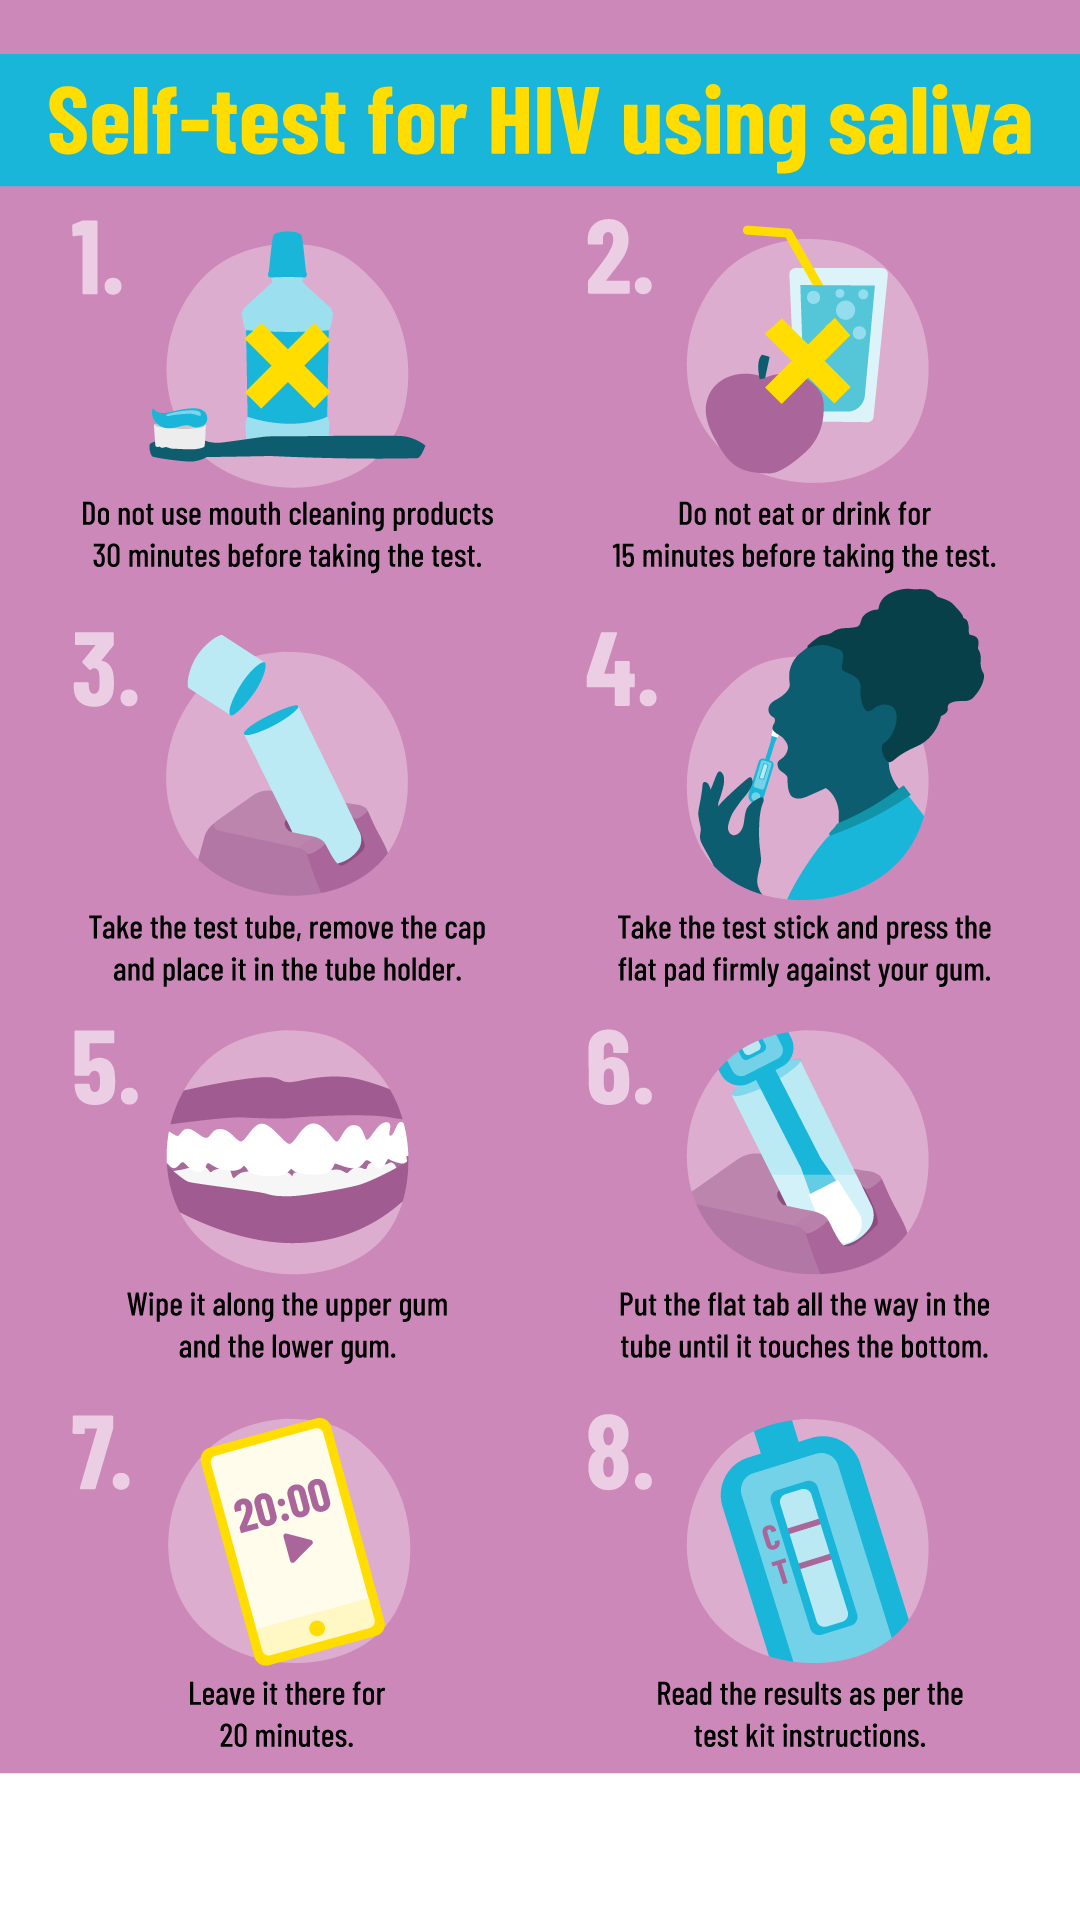 Self-test for HIV using saliva
1.
Do not use mouth cleaning products
30 minutes before taking the test.
2.
Do not eat or drink for
15 minutes before taking the test.
3.
Take the test tube, remove the cap
and place it in the tube holder.
4.
Take the test stick and press the
flat pad firmly against your gum.
5.
Wipe it along the upper gum
and the lower gum.
6.
Put the flat tab all the way in the
tube until it touches the bottom.
7.
20:00
Leave it there for
20 minutes.
8.
C
T
Read the results as per the
test kit instructions.